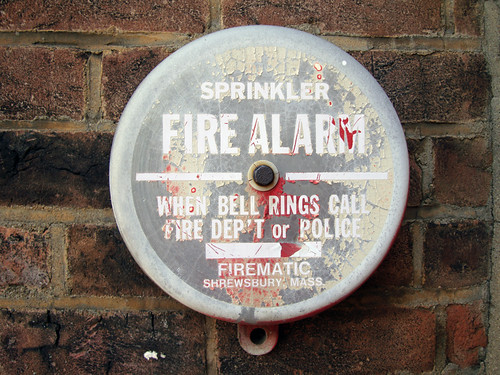 SPRINKLER
FIRE ALARM
WHEN BELL RINGS CALL
FIRE DEP'T or POLICE
FIREMATIC
SHREWSBURY, MASS.